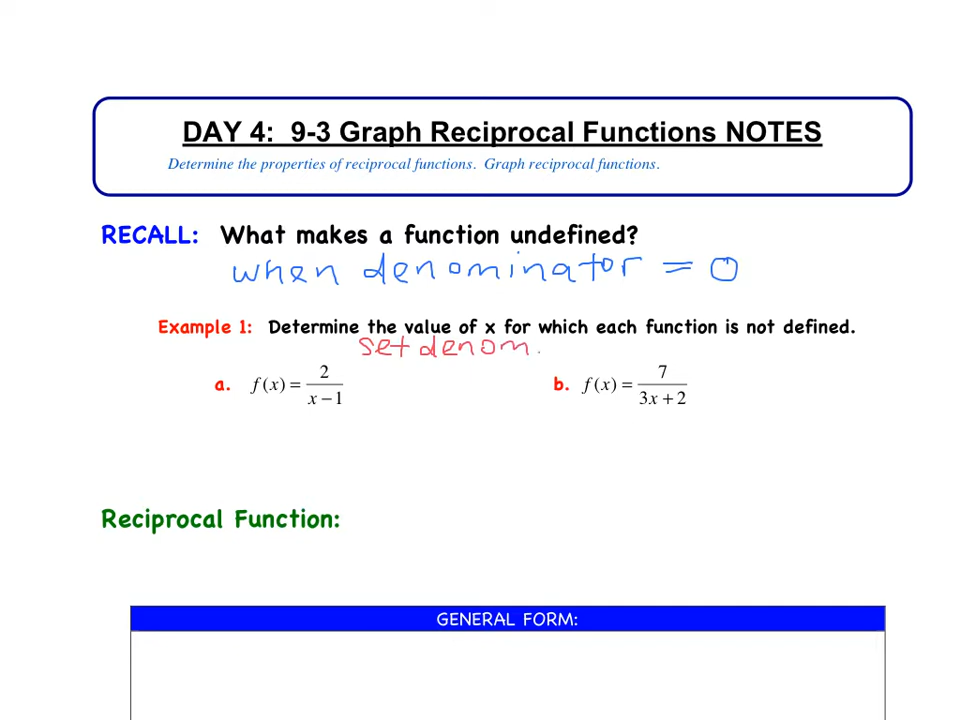 DAY 4: 9-3 Graph Reciprocal Functions NOTES
Determine the properties of reciprocal functions. Graph reciprocal functions.
RECALL: What makes a function undefined?
when denominator = 0
Example 1: Determine the value of x for which each function is not defined.
set denom.
a. f(x) = 2/(x − 1) b. f(x) = 7/(3x + 2)
Reciprocal Function:
GENERAL FORM: